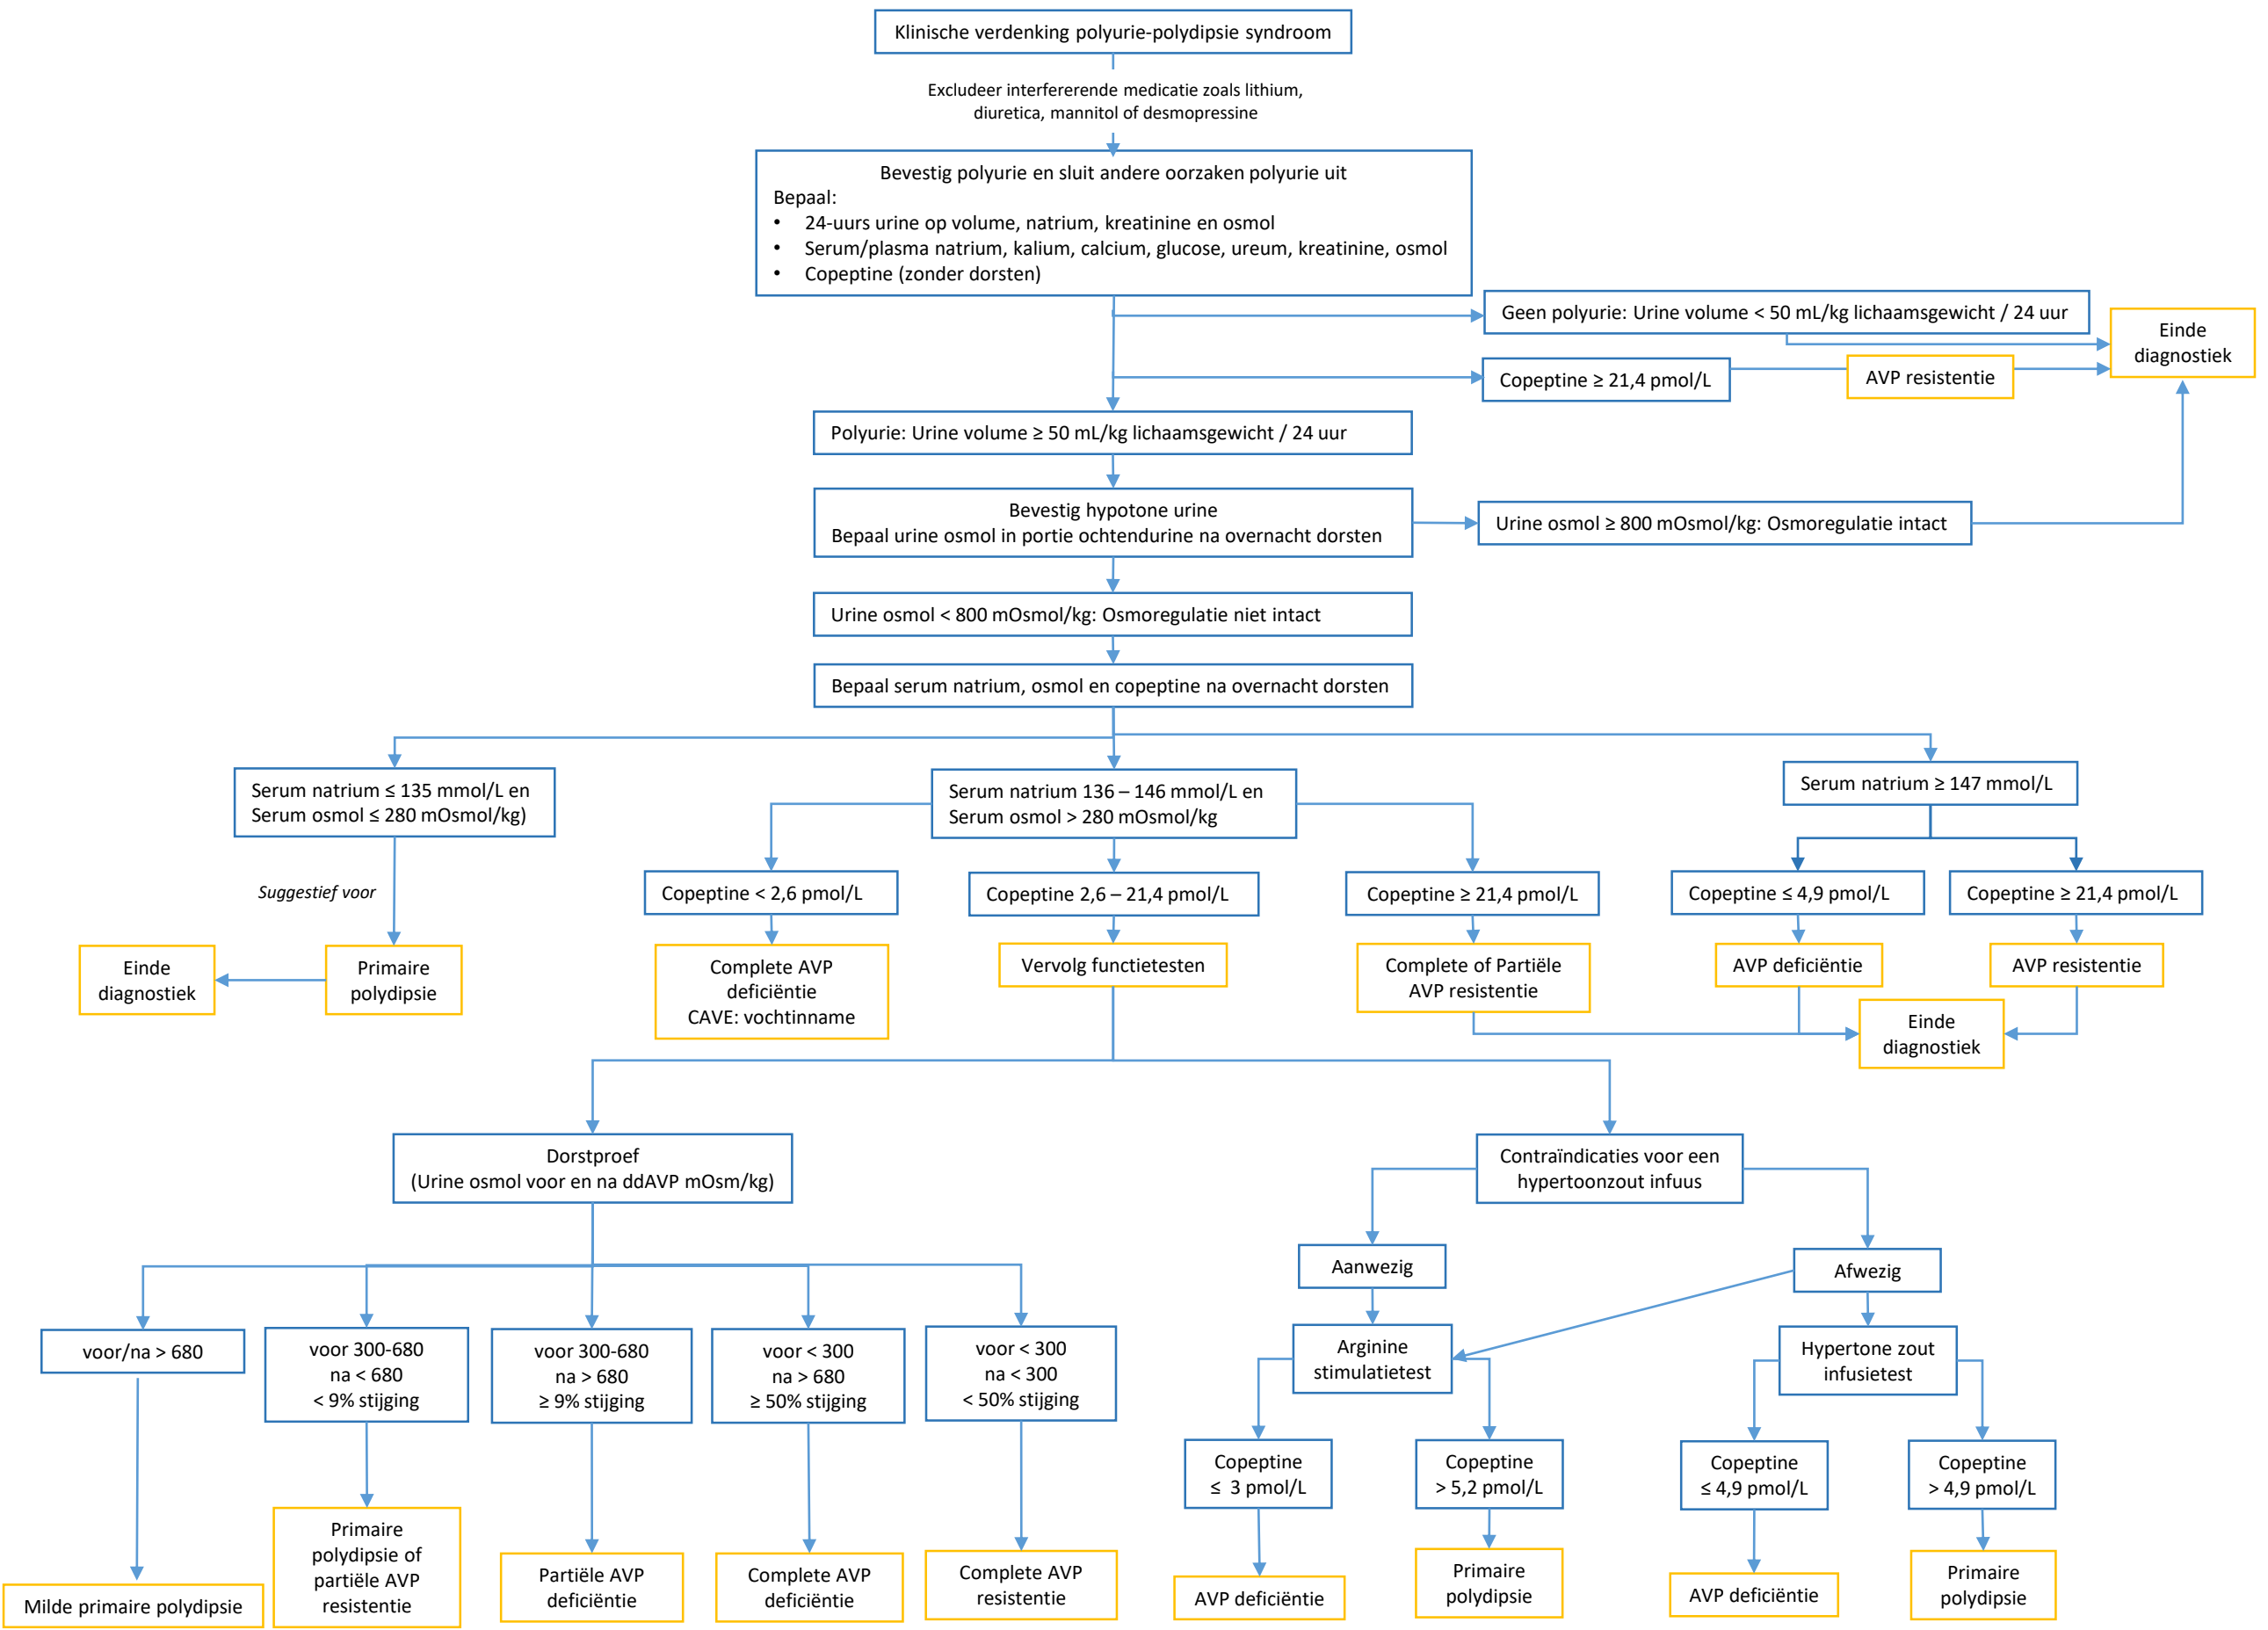 Klinische verdenking polyurie-polydipsie syndroom
Excludeer interfererende medicatie zoals lithium,
diuretica, mannitol of desmopressine
Bevestig polyurie en sluit andere oorzaken polyurie uit
Bepaal:
• 24-uurs urine op volume, natrium, kreatinine en osmol
• Serum/plasma natrium, kalium, calcium, glucose, ureum, kreatinine, osmol
• Copeptine (zonder dorsten)
Geen polyurie: Urine volume < 50 mL/kg lichaamsgewicht / 24 uur
Einde
diagnostiek
Copeptine ≥ 21,4 pmol/L
AVP resistentie
Polyurie: Urine volume ≥ 50 mL/kg lichaamsgewicht / 24 uur
Bevestig hypotone urine
Bepaal urine osmol in portie ochtendurine na overnacht dorsten
Urine osmol ≥ 800 mOsmol/kg: Osmoregulatie intact
Urine osmol < 800 mOsmol/kg: Osmoregulatie niet intact
Bepaal serum natrium, osmol en copeptine na overnacht dorsten
Serum natrium ≤ 135 mmol/L en
Serum osmol ≤ 280 mOsmol/kg)
Serum natrium 136 – 146 mmol/L en
Serum osmol > 280 mOsmol/kg
Serum natrium ≥ 147 mmol/L
Suggestief voor
Copeptine < 2,6 pmol/L
Copeptine 2,6 – 21,4 pmol/L
Copeptine ≥ 21,4 pmol/L
Copeptine ≤ 4,9 pmol/L
Copeptine ≥ 21,4 pmol/L
Einde
diagnostiek
Primaire
polydipsie
Complete AVP
deficiëntie
CAVE: vochtinname
Vervolg functietesten
Complete of Partiële
AVP resistentie
AVP deficiëntie
AVP resistentie
Einde
diagnostiek
Dorstproef
(Urine osmol voor en na ddAVP mOsm/kg)
Contraïndicaties voor een
hypertoonzout infuus
Aanwezig
Afwezig
voor/na > 680
voor 300-680
na < 680
< 9% stijging
voor 300-680
na > 680
≥ 9% stijging
voor < 300
na > 680
≥ 50% stijging
voor < 300
na < 300
< 50% stijging
Arginine
stimulatietest
Hypertone zout
infusietest
Copeptine
≤ 3 pmol/L
Copeptine
> 5,2 pmol/L
Copeptine
≤ 4,9 pmol/L
Copeptine
> 4,9 pmol/L
Milde primaire polydipsie
Primaire
polydipsie of
partiële AVP
resistentie
Partiële AVP
deficiëntie
Complete AVP
deficiëntie
Complete AVP
resistentie
AVP deficiëntie
Primaire
polydipsie
AVP deficiëntie
Primaire
polydipsie